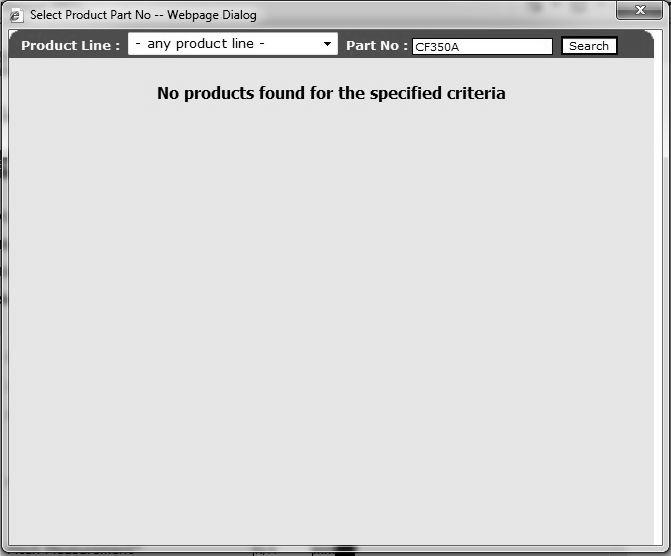 Select Product Part No -- Webpage Dialog
Product Line : - any product line - Part No : CF350A Search
No products found for the specified criteria